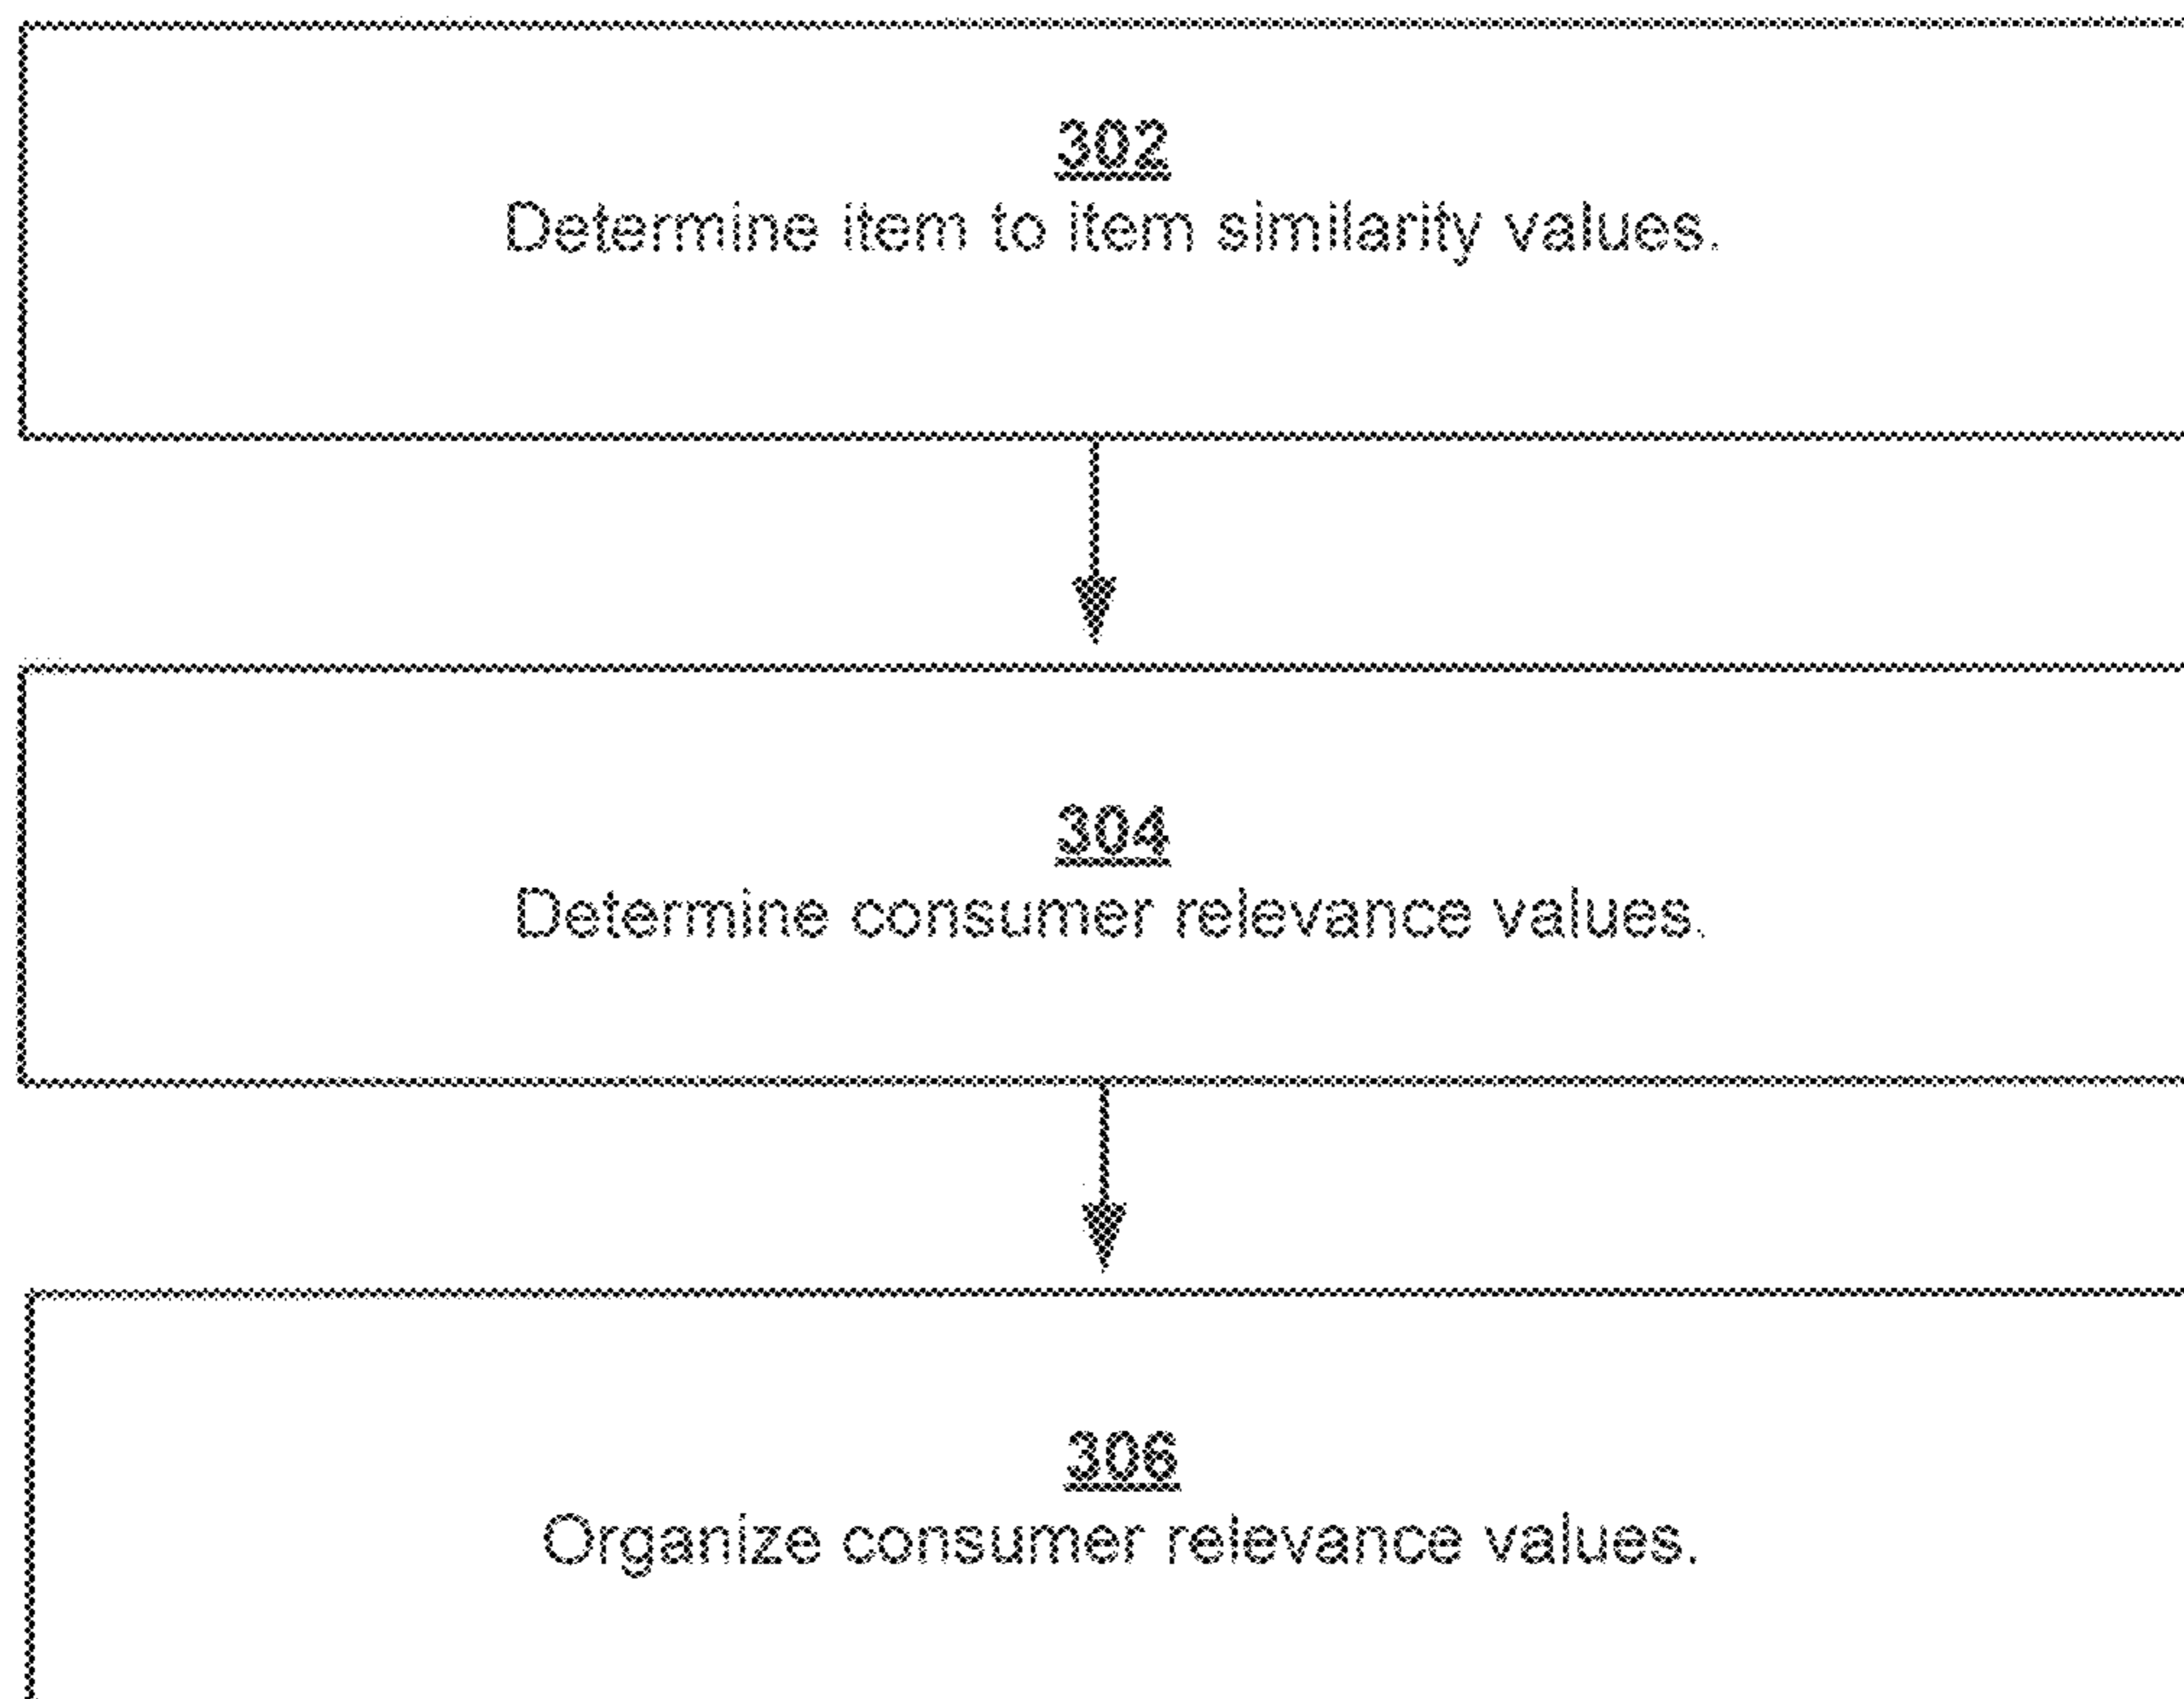 302
Determine item to item similarity values.
304
Determine consumer relevance values.
306
Organize consumer relevance values.